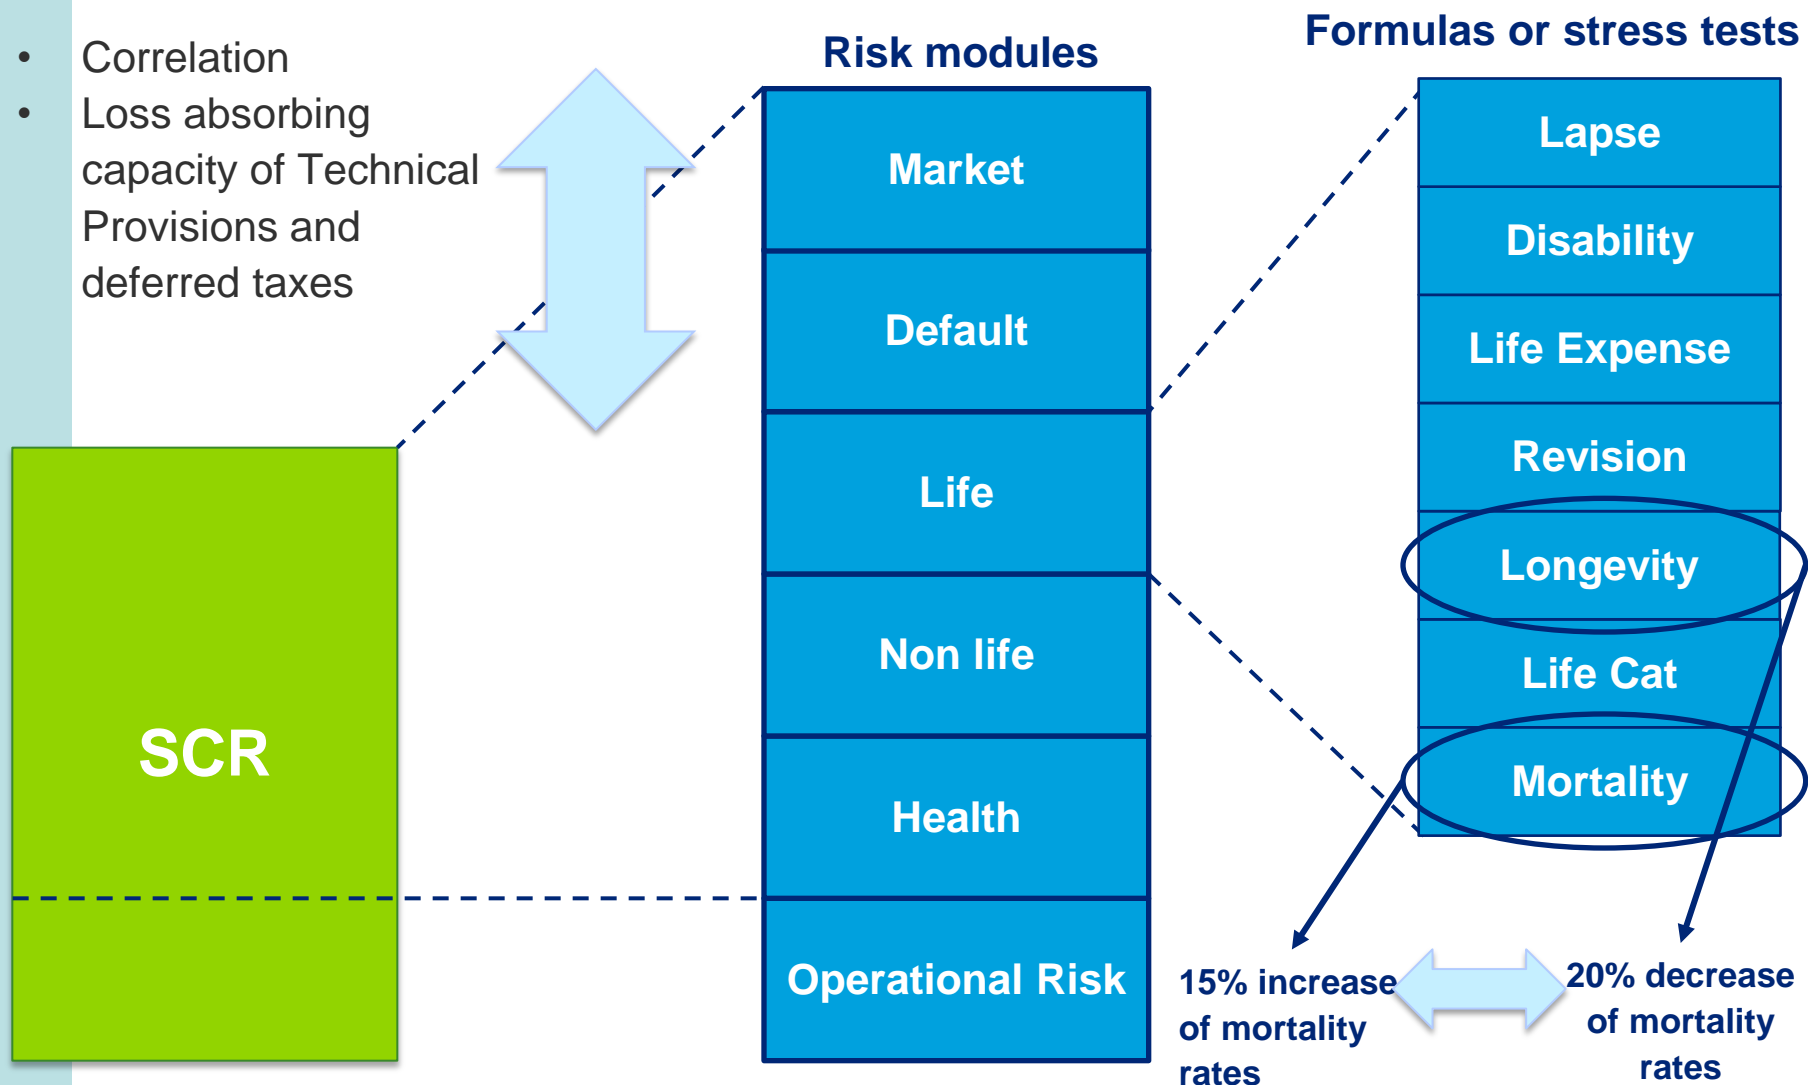 • Correlation
• Loss absorbing
capacity of Technical
Provisions and
deferred taxes
SCR
Risk modules
Market
Default
Life
Non life
Health
Operational Risk
Formulas or stress tests
Lapse
Disability
Life Expense
Revision
Longevity
Life Cat
Mortality
15% increase
of mortality
rates
20% decrease
of mortality
rates